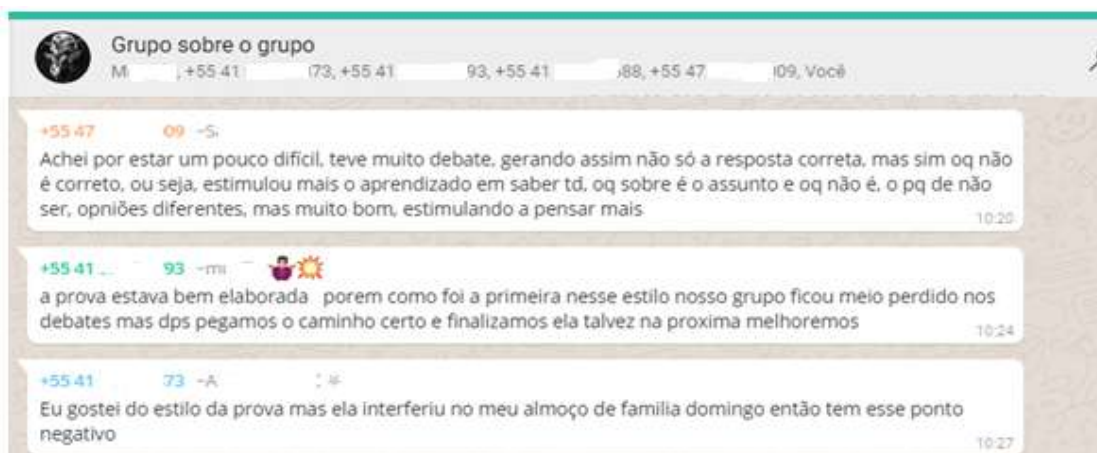 Grupo sobre o grupo
M , +55 41 73, +55 41 93, +55 41 88, +55 47 09, Você
+55 47 09 ~S
Achei por estar um pouco difícil, teve muito debate, gerando assim não só a resposta correta, mas sim oq não
é correto, ou seja, estimulou mais o aprendizado em saber td, oq sobre é o assunto e oq não é, o pq de não
ser, opniões diferentes, mas muito bom, estimulando a pensar mais
10:20
+55 41 93 ~mi
a prova estava bem elaborada porem como foi a primeira nesse estilo nosso grupo ficou meio perdido nos
debates mas dps pegamos o caminho certo e finalizamos ela talvez na proxima melhoremos
10:24
+55 41 73 ~A
Eu gostei do estilo da prova mas ela interferiu no meu almoço de familia domingo então tem esse ponto
negativo
10:27